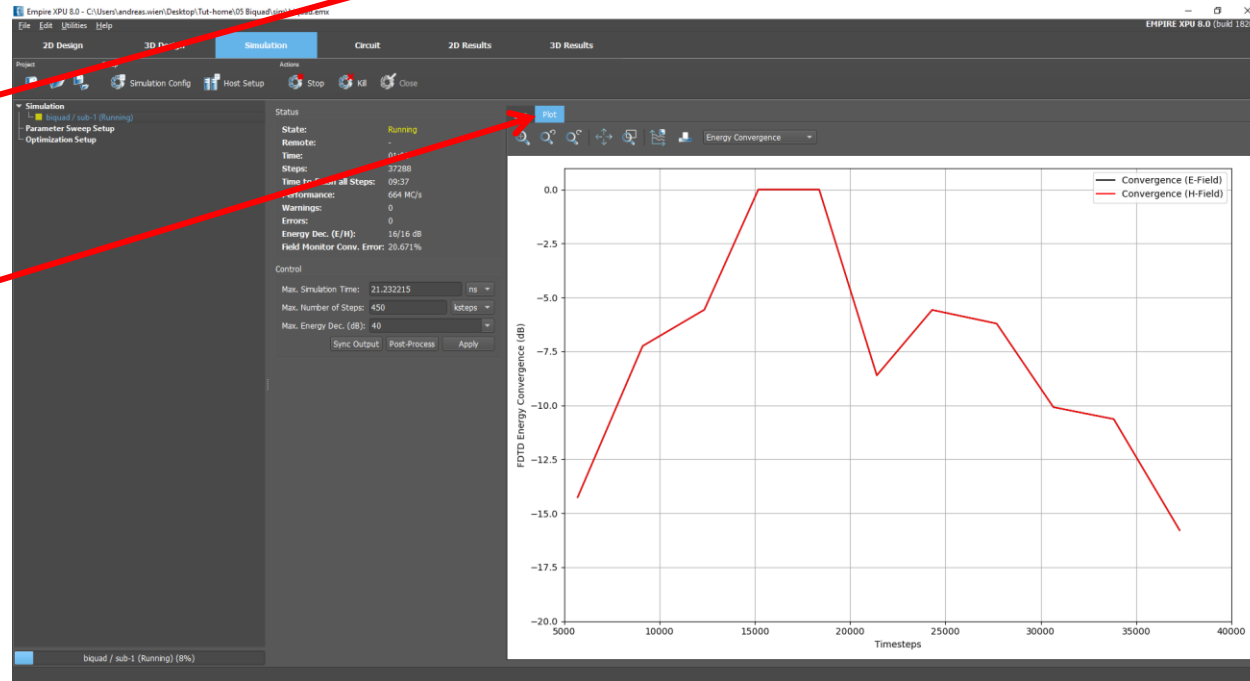 Empire XPU 8.0 - C:\Users\andreas.wien\Desktop\Tut-home\05 Biquad\sim
File Edit Utilities Help
EMPIRE XPU 8.0 (build 182
2D Design 3D Simulation Circuit 2D Results 3D Results
Project Actions
Simulation Config Host Setup Stop Kill Close
Simulation
biquad / sub-1 (Running)
Parameter Sweep Setup
Optimization Setup
Status
State: Running
Remote: -
Time:
Steps: 37288
Time to all Steps: 09:37
Performance: 664 MC/s
Warnings: 0
Errors: 0
Energy Dec. (E/H): 16/16 dB
Field Monitor Conv. Error: 20.671%
Control
Max. Simulation Time: 21.232215 ns
Max. Number of Steps: 450 ksteps
Max. Energy Dec. (dB): 40
Sync Output Post-Process Apply
Plot
Energy Convergence
Convergence (E-Field)
Convergence (H-Field)
0.0
−2.5
−5.0
−7.5
−10.0
−12.5
−15.0
−17.5
−20.0
FDTD Energy Convergence (dB)
5000 10000 15000 20000 25000 30000 35000 40000
Timesteps
biquad / sub-1 (Running) (8%)